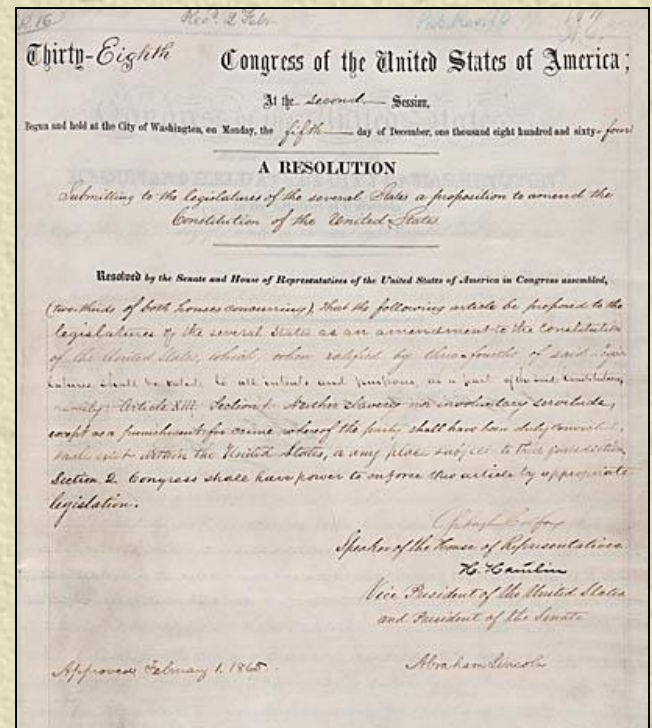 Rec'd. 2 Feb
Thirty-Eighth Congress of the United States of America;
At the Second Session,
Begun and held at the City of Washington, on Monday, the fifth day of December, one thousand eight hundred and sixty-four
A RESOLUTION
Submitting to the legislatures of the several States a proposition to amend the
Constitution of the United States
Resolved by the Senate and House of Representatives of the United States of America in Congress assembled,
(two-thirds of both houses concurring), that the following article be proposed to the
legislatures of the several States as an amendment to the Constitution
of the United States, which, when ratified by three-fourths of said legis-
latures, shall be valid, to all intents and purposes, as a part of the said Constitution,
namely: Article XIII. Section 1. Neither slavery nor involuntary servitude,
except as a punishment for crime whereof the party shall have been duly convicted,
shall exist within the United States, or any place subject to their jurisdiction.
Section 2. Congress shall have power to enforce this article by appropriate
legislation.
Schuyler Colfax
Speaker of the House of Representatives.
H. Hamlin
Vice President of the United States
and President of the Senate
Approved, February 1. 1865. Abraham Lincoln